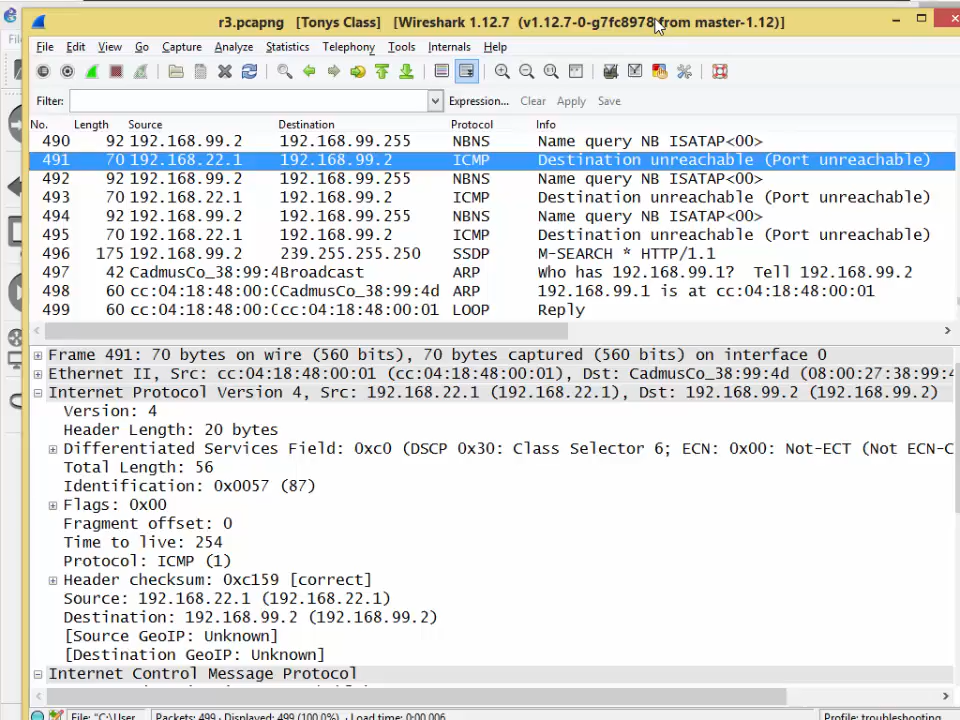 r3.pcapng [Tonys Class] [Wireshark 1.12.7 (v1.12.7-0-g7fc8978 from master-1.12)]
File Edit View Go Capture Analyze Statistics Telephony Tools Internals Help
Filter: Expression... Clear Apply Save
No. Length Source Destination Protocol Info
490 92 192.168.99.2 192.168.99.255 NBNS Name query NB ISATAP<00>
491 70 192.168.22.1 192.168.99.2 ICMP Destination unreachable (Port unreachable)
492 92 192.168.99.2 192.168.99.255 NBNS Name query NB ISATAP<00>
493 70 192.168.22.1 192.168.99.2 ICMP Destination unreachable (Port unreachable)
494 92 192.168.99.2 192.168.99.255 NBNS Name query NB ISATAP<00>
495 70 192.168.22.1 192.168.99.2 ICMP Destination unreachable (Port unreachable)
496 175 192.168.99.2 239.255.255.250 SSDP M-SEARCH * HTTP/1.1
497 42 CadmusCo_38:99:4 Broadcast ARP Who has 192.168.99.1? Tell 192.168.99.2
498 60 cc:04:18:48:00:0 CadmusCo_38:99:4d ARP 192.168.99.1 is at cc:04:18:48:00:01
499 60 cc:04:18:48:00:0 cc:04:18:48:00:01 LOOP Reply
Frame 491: 70 bytes on wire (560 bits), 70 bytes captured (560 bits) on interface 0
Ethernet II, Src: cc:04:18:48:00:01 (cc:04:18:48:00:01), Dst: CadmusCo_38:99:4d (08:00:27:38:99:4
Internet Protocol Version 4, Src: 192.168.22.1 (192.168.22.1), Dst: 192.168.99.2 (192.168.99.2)
Version: 4
Header Length: 20 bytes
Differentiated Services Field: 0xc0 (DSCP 0x30: Class Selector 6; ECN: 0x00: Not-ECT (Not ECN-C
Total Length: 56
Identification: 0x0057 (87)
Flags: 0x00
Fragment offset: 0
Time to live: 254
Protocol: ICMP (1)
Header checksum: 0xc159 [correct]
Source: 192.168.22.1 (192.168.22.1)
Destination: 192.168.99.2 (192.168.99.2)
[Source GeoIP: Unknown]
[Destination GeoIP: Unknown]
Internet Control Message Protocol
File: "C:\User... Packets: 499 · Displayed: 499 (100.0%) · Load time: 0:00.006 Profile: troubleshooting